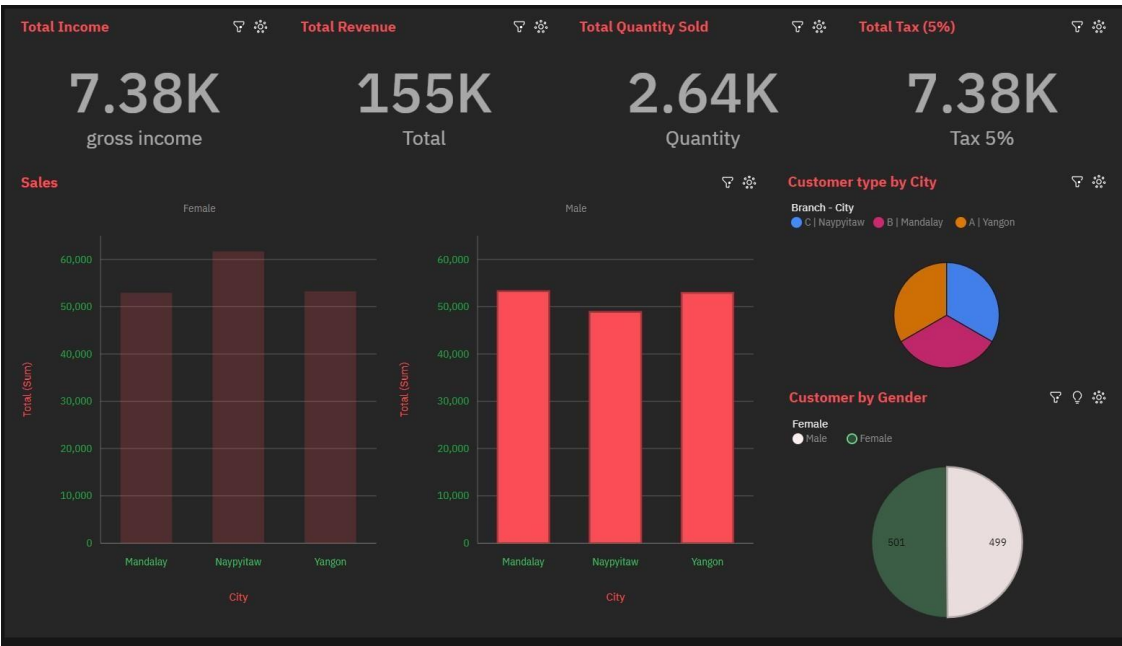 Total Income
Total Revenue
Total Quantity Sold
Total Tax (5%)
7.38K
gross income
155K
Total
2.64K
Quantity
7.38K
Tax 5%
Sales
Female
60,000
50,000
40,000
30,000
20,000
10,000
0
Total (Sum)
Mandalay
Naypyitaw
Yangon
City
Male
60,000
50,000
40,000
30,000
20,000
10,000
0
Total (Sum)
Mandalay
Naypyitaw
Yangon
City
Customer type by City
Branch - City
C | Naypyitaw
B | Mandalay
A | Yangon
Customer by Gender
Female
Male
Female
501
499